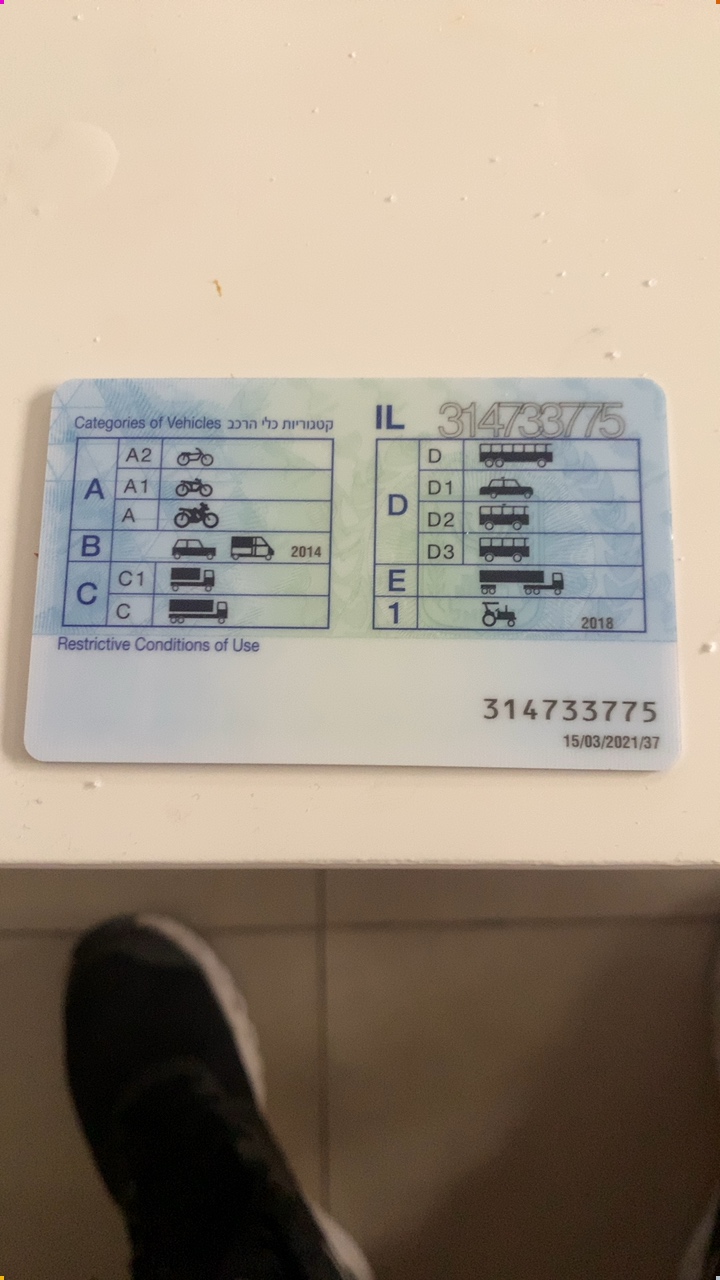 Categories of Vehicles קטגוריות כלי הרכב
IL 314733775
A
A2
A1
A
B 2014
C
C1
C
D
D
D1
D2
D3
E
1 2018
Restrictive Conditions of Use
314733775
15/03/2021/37